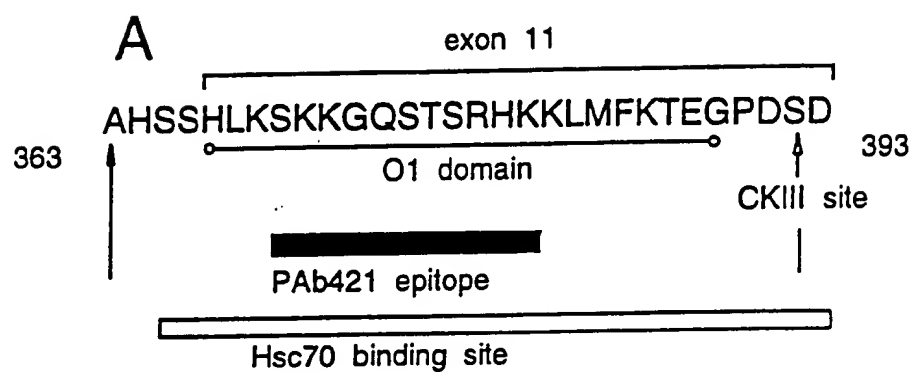 A
exon 11
AHSSHLKSKKGQSTSRHKKLMFKTEGPDSD
363
393
O1 domain
CKIII site
PAb421 epitope
Hsc70 binding site